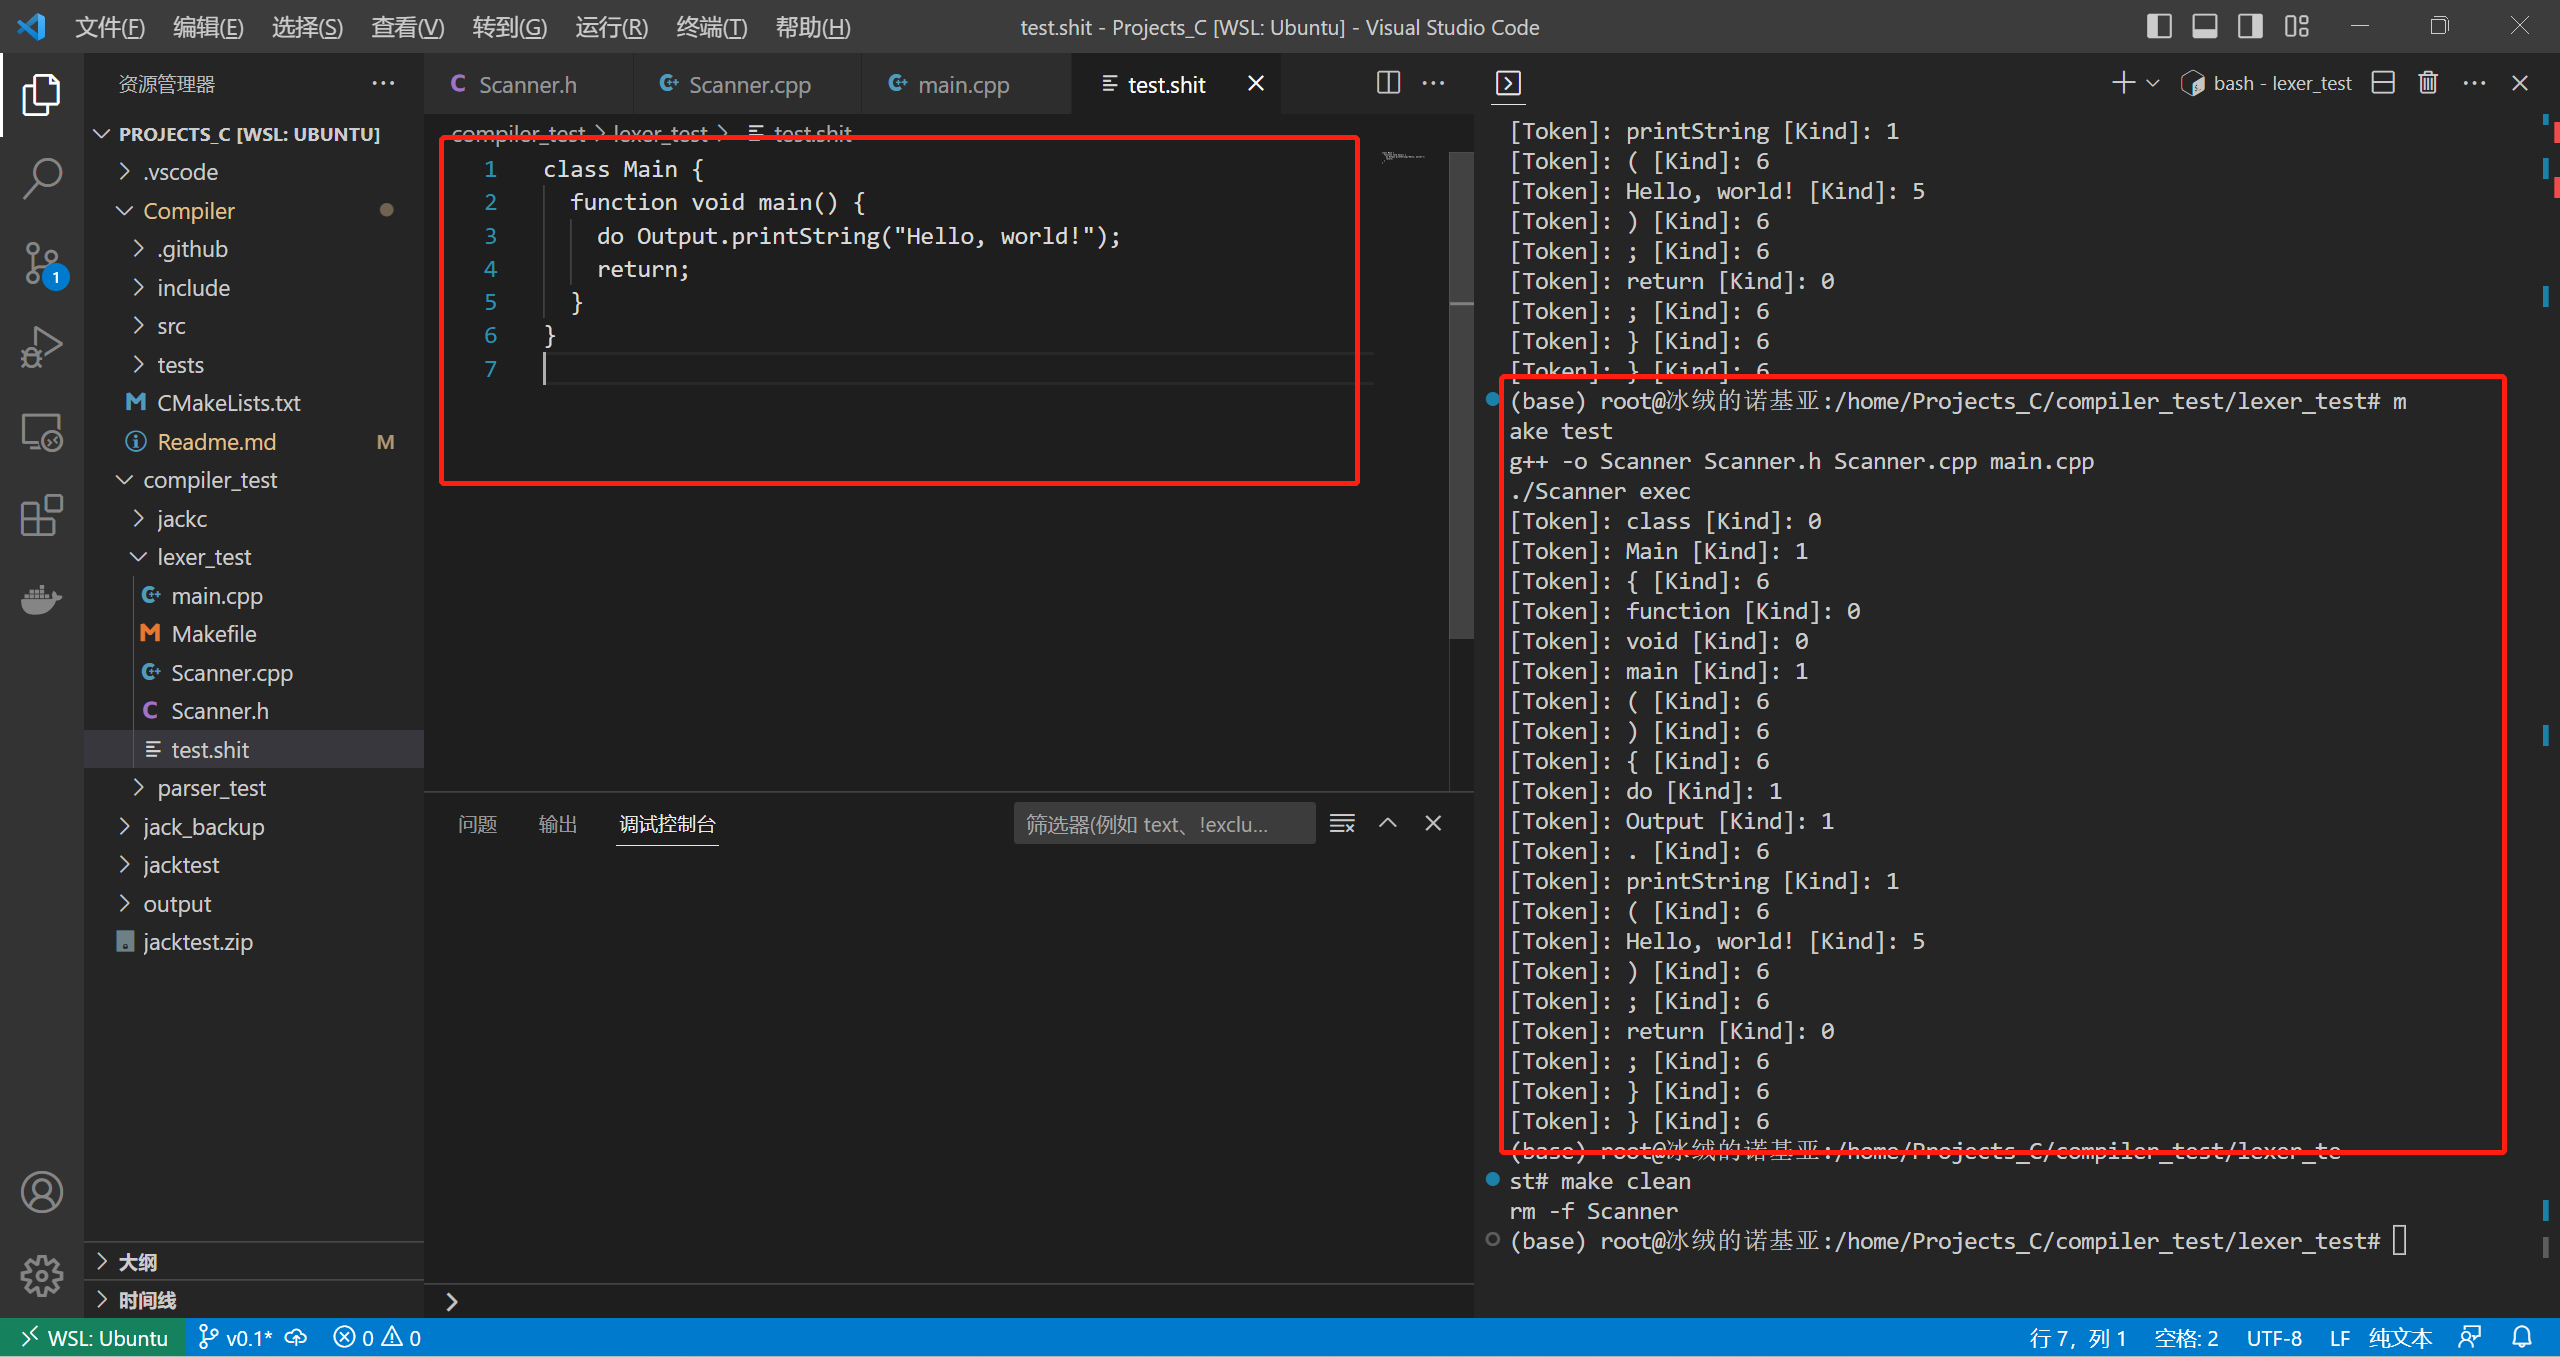 文件(F) 编辑(E) 选择(S) 查看(V) 转到(G) 运行(R) 终端(T) 帮助(H)
test.shit - Projects_C [WSL: Ubuntu] - Visual Studio Code
资源管理器
PROJECTS_C [WSL: UBUNTU]
.vscode
Compiler
.github
include
src
tests
CMakeLists.txt
Readme.md M
compiler_test
jackc
lexer_test
main.cpp
Makefile
Scanner.cpp
Scanner.h
test.shit
parser_test
jack_backup
jacktest
output
jacktest.zip
大纲
时间线
1
Scanner.h Scanner.cpp main.cpp test.shit
compiler_test > lexer_test > test.shit
1 class Main {
2 function void main() {
3 do Output.printString("Hello, world!");
4 return;
5 }
6 }
7
问题 输出 调试控制台 筛选器(例如 text、!exclu...
bash - lexer_test
[Token]: printString [Kind]: 1
[Token]: ( [Kind]: 6
[Token]: Hello, world! [Kind]: 5
[Token]: ) [Kind]: 6
[Token]: ; [Kind]: 6
[Token]: return [Kind]: 0
[Token]: ; [Kind]: 6
[Token]: } [Kind]: 6
[Token]: } [Kind]: 6
(base) root@冰绒的诺基亚:/home/Projects_C/compiler_test/lexer_test# m
ake test
g++ -o Scanner Scanner.h Scanner.cpp main.cpp
./Scanner exec
[Token]: class [Kind]: 0
[Token]: Main [Kind]: 1
[Token]: { [Kind]: 6
[Token]: function [Kind]: 0
[Token]: void [Kind]: 0
[Token]: main [Kind]: 1
[Token]: ( [Kind]: 6
[Token]: ) [Kind]: 6
[Token]: { [Kind]: 6
[Token]: do [Kind]: 1
[Token]: Output [Kind]: 1
[Token]: . [Kind]: 6
[Token]: printString [Kind]: 1
[Token]: ( [Kind]: 6
[Token]: Hello, world! [Kind]: 5
[Token]: ) [Kind]: 6
[Token]: ; [Kind]: 6
[Token]: return [Kind]: 0
[Token]: ; [Kind]: 6
[Token]: } [Kind]: 6
[Token]: } [Kind]: 6
(base) root@冰绒的诺基亚:/home/Projects_C/compiler_test/lexer_te
st# make clean
rm -f Scanner
(base) root@冰绒的诺基亚:/home/Projects_C/compiler_test/lexer_test#
WSL: Ubuntu v0.1* 0 0 行 7，列 1 空格: 2 UTF-8 LF 纯文本